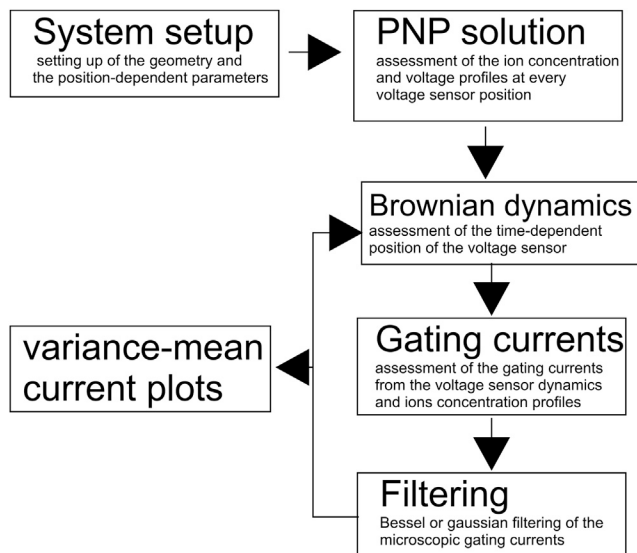 System setup
setting up of the geometry and
the position-dependent parameters
PNP solution
assessment of the ion concentration
and voltage profiles at every
voltage sensor position
Brownian dynamics
assessment of the time-dependent
position of the voltage sensor
Gating currents
assessment of the gating currents
from the voltage sensor dynamics
and ions concentration profiles
Filtering
Bessel or gaussian filtering of the
microscopic gating currents
variance-mean
current plots